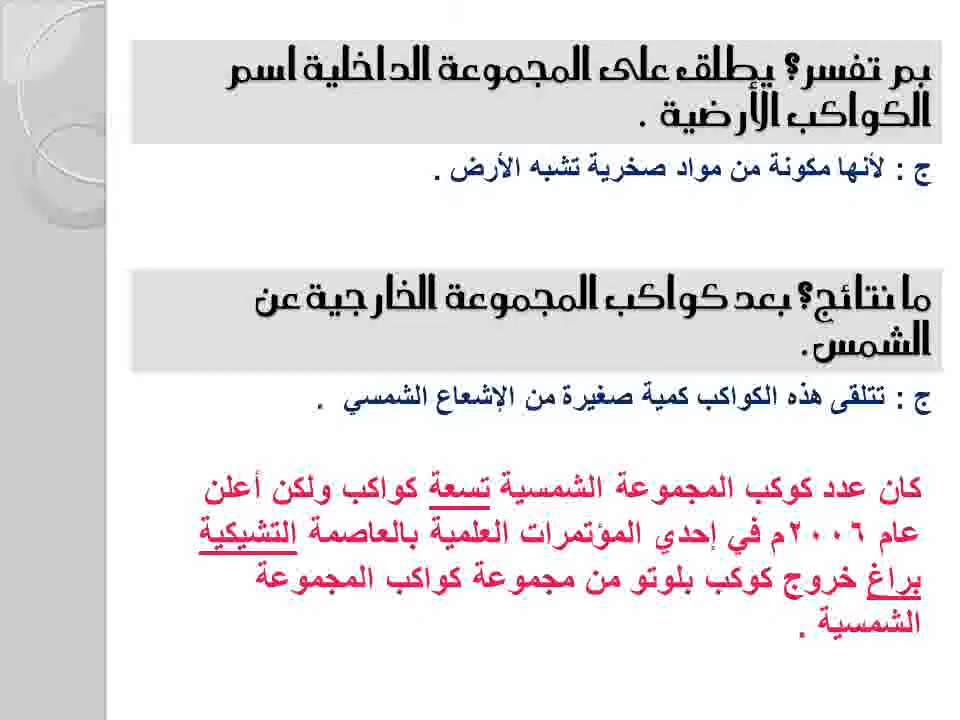 بم تفسر؟ يطلق على المجموعة الداخلية اسم
الكواكب الأرضية .
ج : لأنها مكونة من مواد صخرية تشبه الأرض .
ما نتائج؟ بعد كواكب المجموعة الخارجية عن
الشمس.
ج : تتلقى هذه الكواكب كمية صغيرة من الإشعاع الشمسي .
كان عدد كوكب المجموعة الشمسية تسعة كواكب ولكن أعلن
عام ٢٠٠٦م في إحدي المؤتمرات العلمية بالعاصمة التشيكية
براغ خروج كوكب بلوتو من مجموعة كواكب المجموعة
الشمسية .